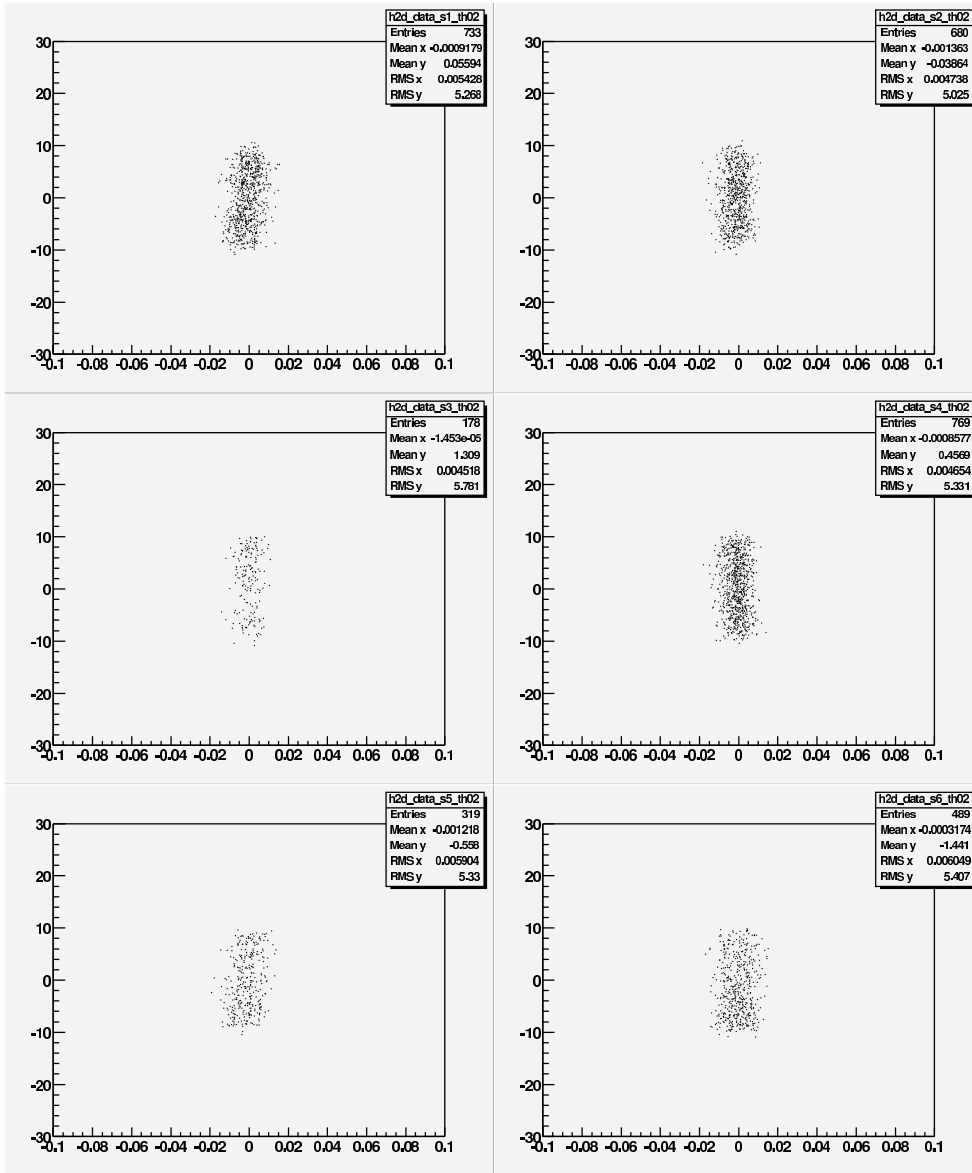 h2d_data_s1_th02
Entries 733
Mean x -0.0009179
Mean y 0.05594
RMS x 0.005428
RMS y 5.268
30
20
10
0
-10
-20
-30
-0.1 -0.08 -0.06 -0.04 -0.02 0 0.02 0.04 0.06 0.08 0.1
h2d_data_s2_th02
Entries 680
Mean x -0.001363
Mean y -0.03864
RMS x 0.004738
RMS y 5.025
30
20
10
0
-10
-20
-30
-0.1 -0.08 -0.06 -0.04 -0.02 0 0.02 0.04 0.06 0.08 0.1
h2d_data_s3_th02
Entries 178
Mean x -1.453e-05
Mean y 1.309
RMS x 0.004518
RMS y 5.781
30
20
10
0
-10
-20
-30
-0.1 -0.08 -0.06 -0.04 -0.02 0 0.02 0.04 0.06 0.08 0.1
h2d_data_s4_th02
Entries 769
Mean x -0.0008577
Mean y 0.4569
RMS x 0.004654
RMS y 5.331
30
20
10
0
-10
-20
-30
-0.1 -0.08 -0.06 -0.04 -0.02 0 0.02 0.04 0.06 0.08 0.1
h2d_data_s5_th02
Entries 319
Mean x -0.001218
Mean y -0.558
RMS x 0.005904
RMS y 5.33
30
20
10
0
-10
-20
-30
-0.1 -0.08 -0.06 -0.04 -0.02 0 0.02 0.04 0.06 0.08 0.1
h2d_data_s6_th02
Entries 489
Mean x -0.0003174
Mean y -1.441
RMS x 0.006049
RMS y 5.407
30
20
10
0
-10
-20
-30
-0.1 -0.08 -0.06 -0.04 -0.02 0 0.02 0.04 0.06 0.08 0.1